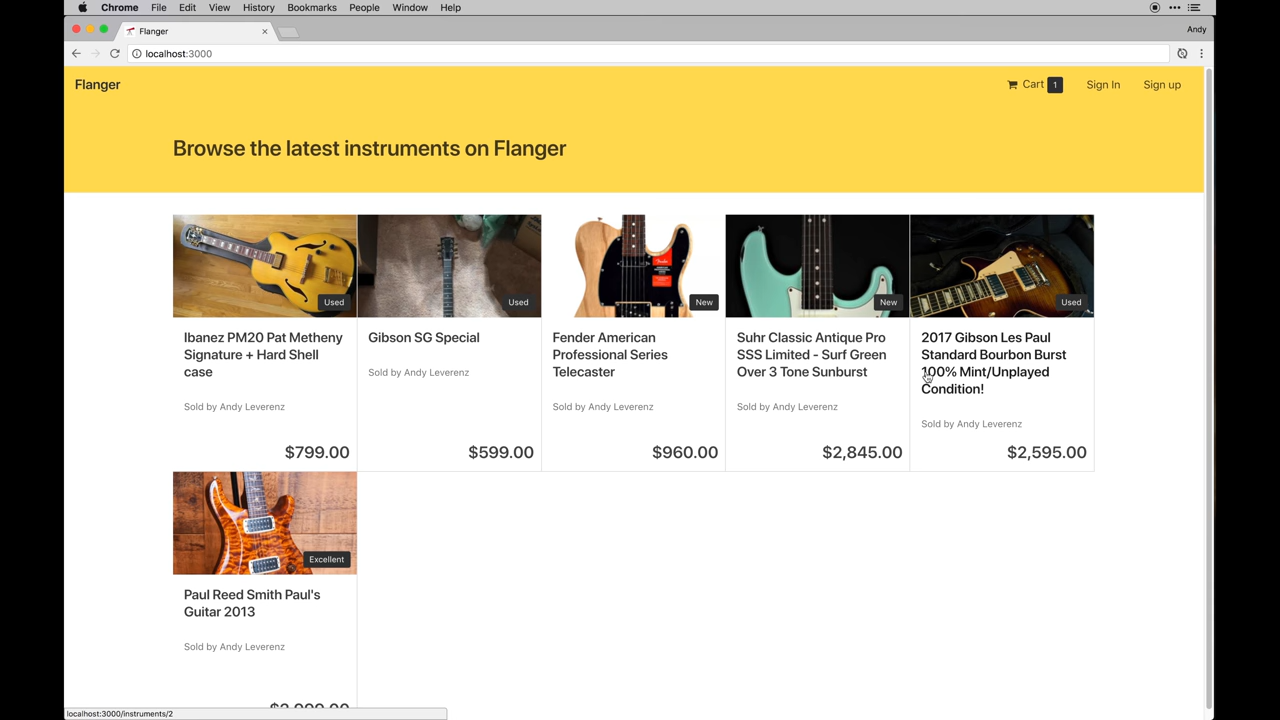 Chrome File Edit View History Bookmarks People Window Help
Flanger
Andy
localhost:3000
Flanger
Cart 1 Sign In Sign up
Browse the latest instruments on Flanger
Used
Ibanez PM20 Pat Metheny
Signature + Hard Shell
case
Sold by Andy Leverenz
$799.00
Used
Gibson SG Special
Sold by Andy Leverenz
$599.00
New
Fender American
Professional Series
Telecaster
Sold by Andy Leverenz
$960.00
New
Suhr Classic Antique Pro
SSS Limited - Surf Green
Over 3 Tone Sunburst
Sold by Andy Leverenz
$2,845.00
Used
2017 Gibson Les Paul
Standard Bourbon Burst
100% Mint/Unplayed
Condition!
Sold by Andy Leverenz
$2,595.00
Excellent
Paul Reed Smith Paul's
Guitar 2013
Sold by Andy Leverenz
localhost:3000/instruments/2